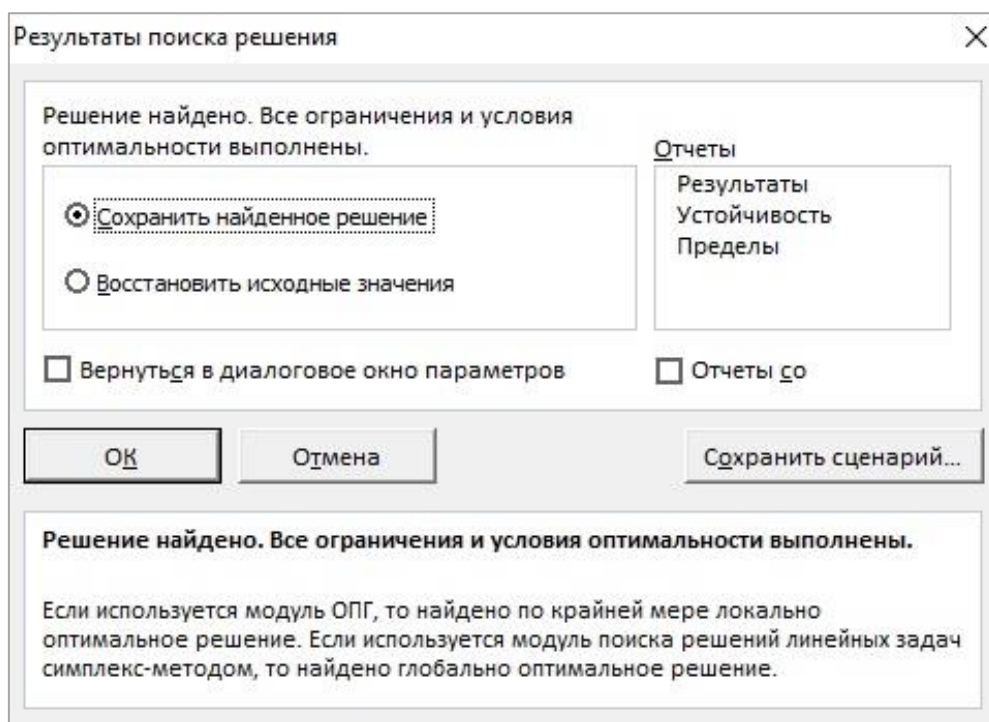 Результаты поиска решения
Решение найдено. Все ограничения и условия
оптимальности выполнены.
Отчеты
Сохранить найденное решение
Восстановить исходные значения
Результаты
Устойчивость
Пределы
Вернуться в диалоговое окно параметров
Отчеты со
ОК
Отмена
Сохранить сценарий...
Решение найдено. Все ограничения и условия оптимальности выполнены.
Если используется модуль ОПГ, то найдено по крайней мере локально
оптимальное решение. Если используется модуль поиска решений линейных задач
симплекс-методом, то найдено глобально оптимальное решение.